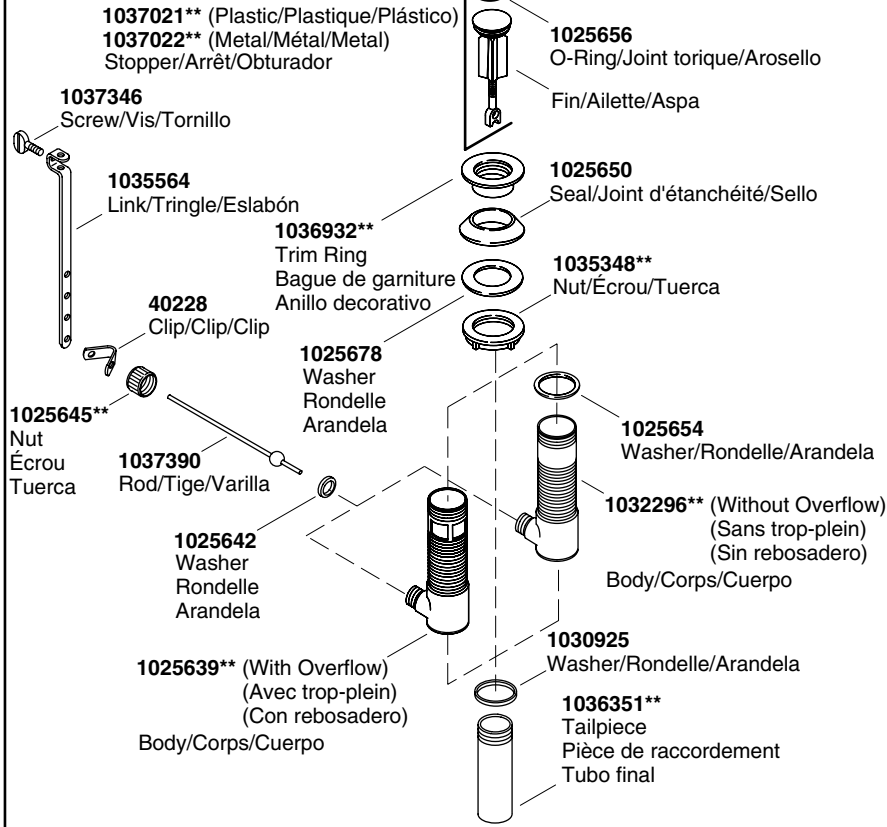 1037021** (Plastic/Plastique/Plástico)
1037022** (Metal/Métal/Metal)
Stopper/Arrêt/Obturador
1025656
O-Ring/Joint torique/Arosello
Fin/Ailette/Aspa
1037346
Screw/Vis/Tornillo
1035564
Link/Tringle/Eslabón
1025650
Seal/Joint d'étanchéité/Sello
1036932**
Trim Ring
Bague de garniture
Anillo decorativo
1035348**
Nut/Écrou/Tuerca
40228
Clip/Clip/Clip
1025678
Washer
Rondelle
Arandela
1025645**
Nut
Écrou
Tuerca
1037390
Rod/Tige/Varilla
1025654
Washer/Rondelle/Arandela
1032296** (Without Overflow)
(Sans trop-plein)
(Sin rebosadero)
Body/Corps/Cuerpo
1025642
Washer
Rondelle
Arandela
1025639** (With Overflow)
(Avec trop-plein)
(Con rebosadero)
Body/Corps/Cuerpo
1030925
Washer/Rondelle/Arandela
1036351**
Tailpiece
Pièce de raccordement
Tubo final